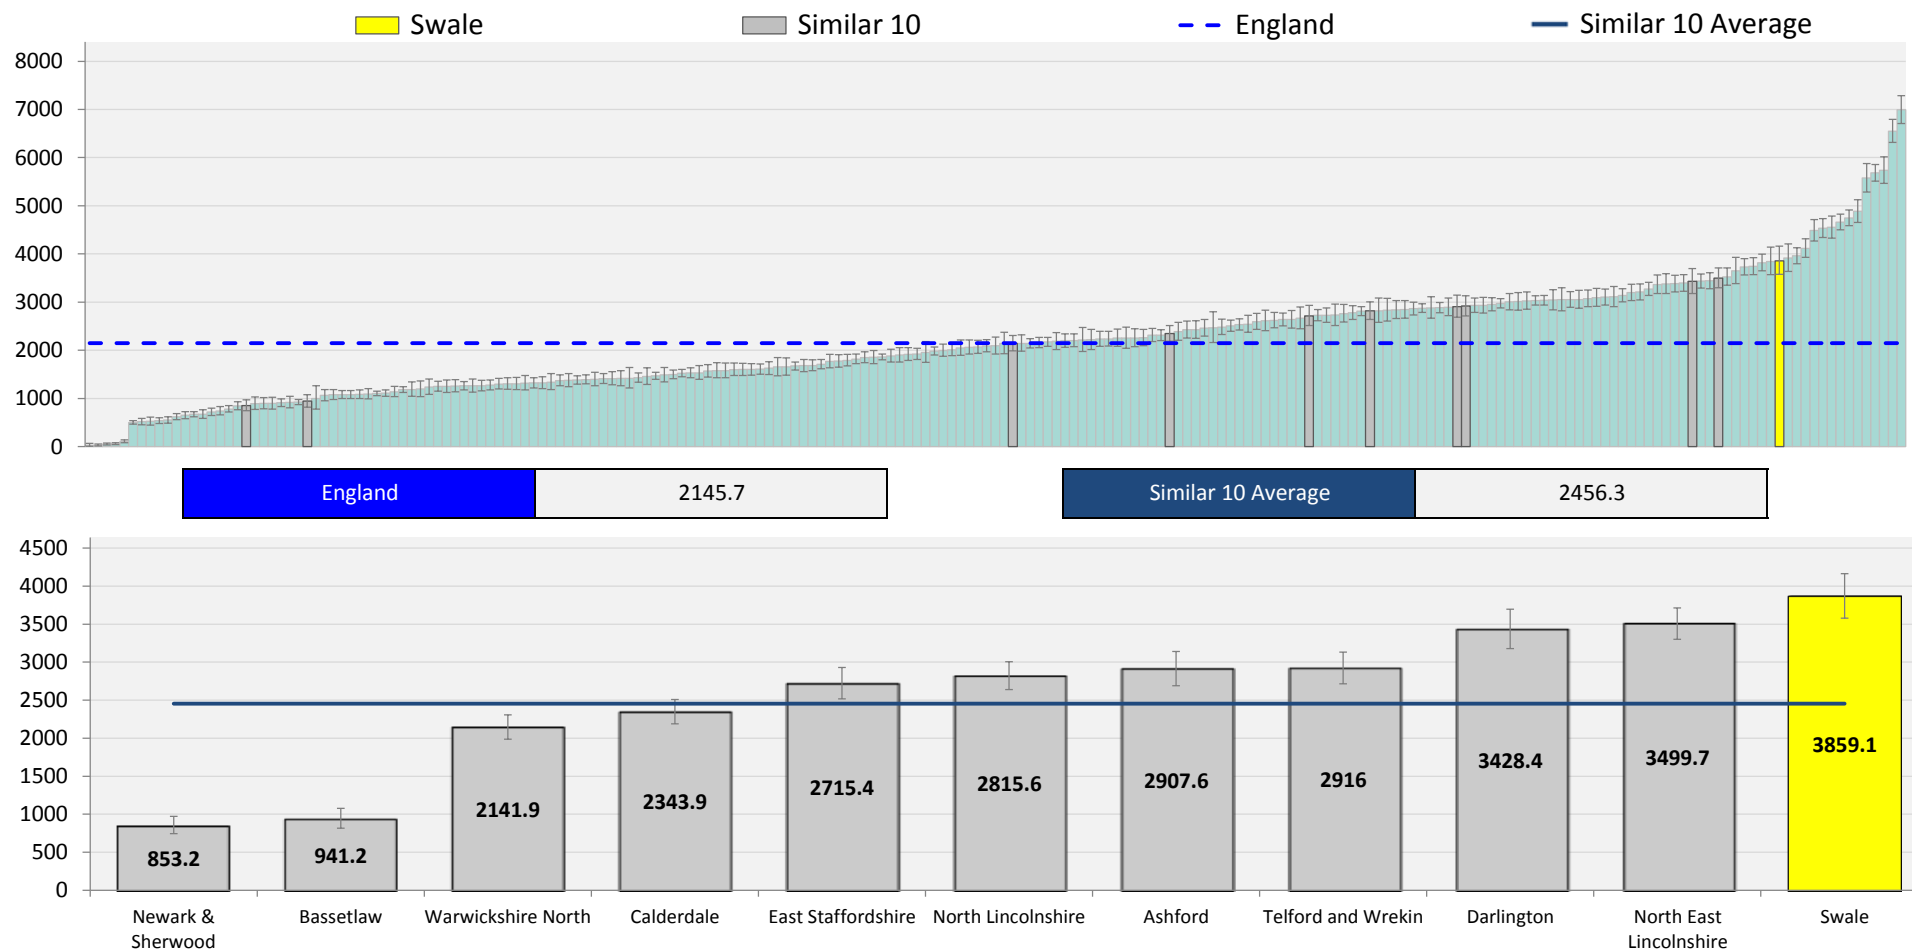 Swale
Similar 10
England
Similar 10 Average
8000
7000
6000
5000
4000
3000
2000
1000
0
England
2145.7
Similar 10 Average
2456.3
4500
4000
3500
3000
2500
2000
1500
1000
500
0
853.2
941.2
2141.9
2343.9
2715.4
2815.6
2907.6
2916
3428.4
3499.7
3859.1
Newark &
Sherwood
Bassetlaw
Warwickshire North
Calderdale
East Staffordshire
North Lincolnshire
Ashford
Telford and Wrekin
Darlington
North East
Lincolnshire
Swale